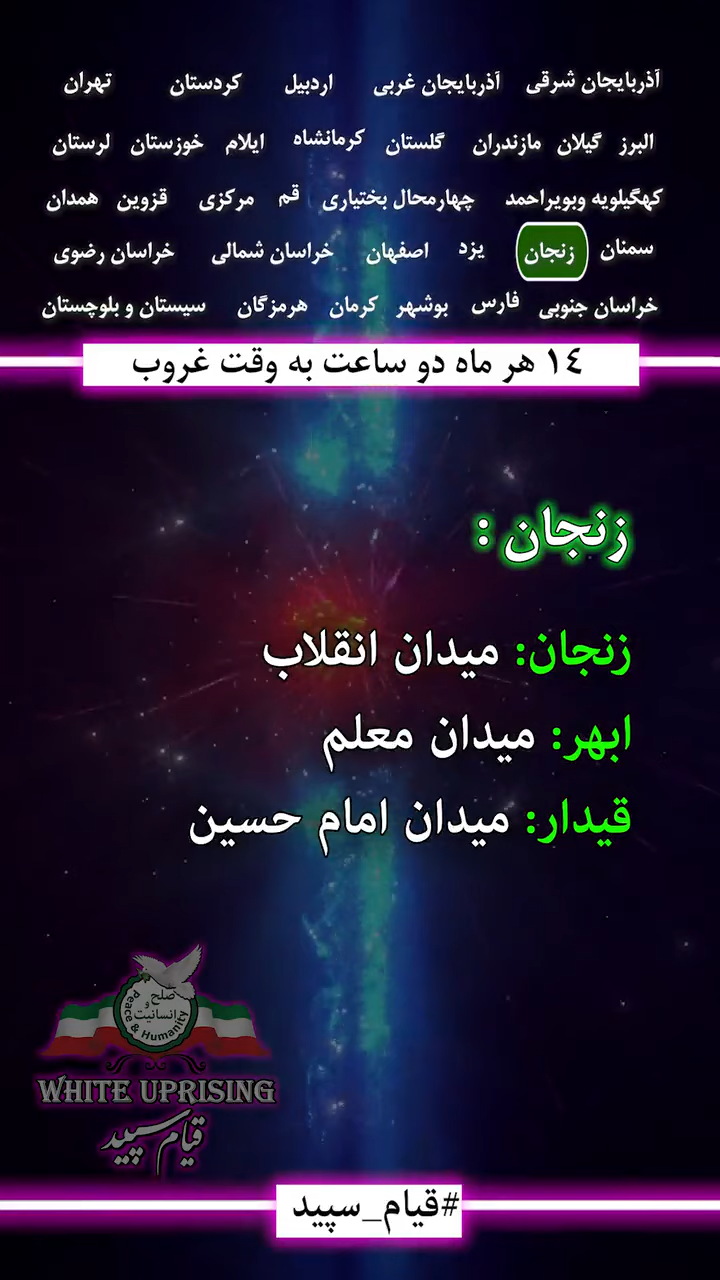 آذربایجان شرقی آذربایجان غربی اردبیل کردستان تهران
البرز گیلان مازندران گلستان کرمانشاه ایلام خوزستان لرستان
کهگیلویه وبویراحمد چهارمحال بختیاری قم مرکزی قزوین همدان
سمنان زنجان یزد اصفهان خراسان شمالی خراسان رضوی
خراسان جنوبی فارس بوشهر کرمان هرمزگان سیستان و بلوچستان
١٤ هر ماه دو ساعت به وقت غروب
زنجان :
زنجان: میدان انقلاب
ابهر: میدان معلم
قیدار: میدان امام حسین
صلح
و
انسانیت
Peace & Humanity
WHITE UPRISING
قیام سپید
#قیام_سپید